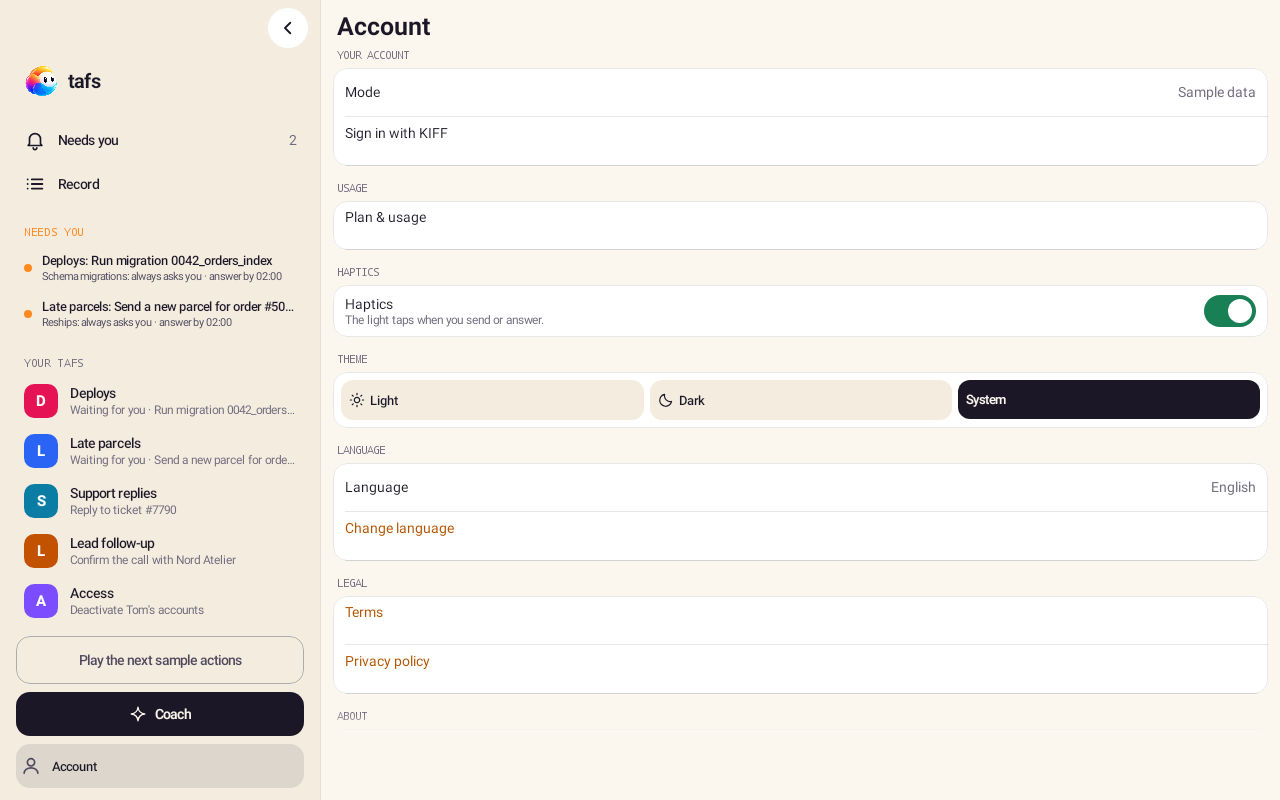 tafs
Needs you
2
Record
NEEDS YOU
Deploys: Run migration 0042_orders_index
Schema migrations: always asks you · answer by 02:00
Late parcels: Send a new parcel for order #50…
Reships: always asks you · answer by 02:00
YOUR TAFS
D
Deploys
Waiting for you · Run migration 0042_orders…
L
Late parcels
Waiting for you · Send a new parcel for orde…
S
Support replies
Reply to ticket #7790
L
Lead follow-up
Confirm the call with Nord Atelier
A
Access
Deactivate Tom's accounts
Play the next sample actions
Coach
Account
Account
YOUR ACCOUNT
Mode
Sample data
Sign in with KIFF
USAGE
Plan & usage
HAPTICS
Haptics
The light taps when you send or answer.
THEME
Light
Dark
System
LANGUAGE
Language
English
Change language
LEGAL
Terms
Privacy policy
ABOUT